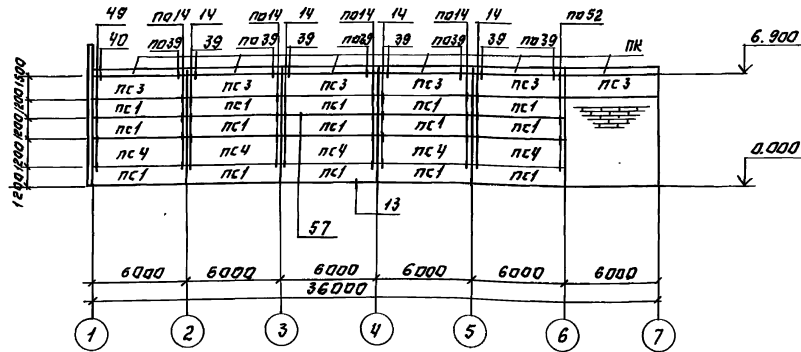 49 по14 14 по14 14 по14 14 по14 14 по52
40 по39 39 по39 39 по39 39 по39 39 по39 ПК
6.900
пс3 пс3 пс3 пс3 пс3 пс3
пс1 пс1 пс1 пс1 пс1
пс1 пс1 пс1 пс1 пс1
пс4 пс4 пс4 пс4 пс4
пс1 пс1 пс1 пс1 пс1
0.000
1200 1200 1200 1200 1500
13
57
6000 6000 6000 6000 6000 6000
36000
1 2 3 4 5 6 7